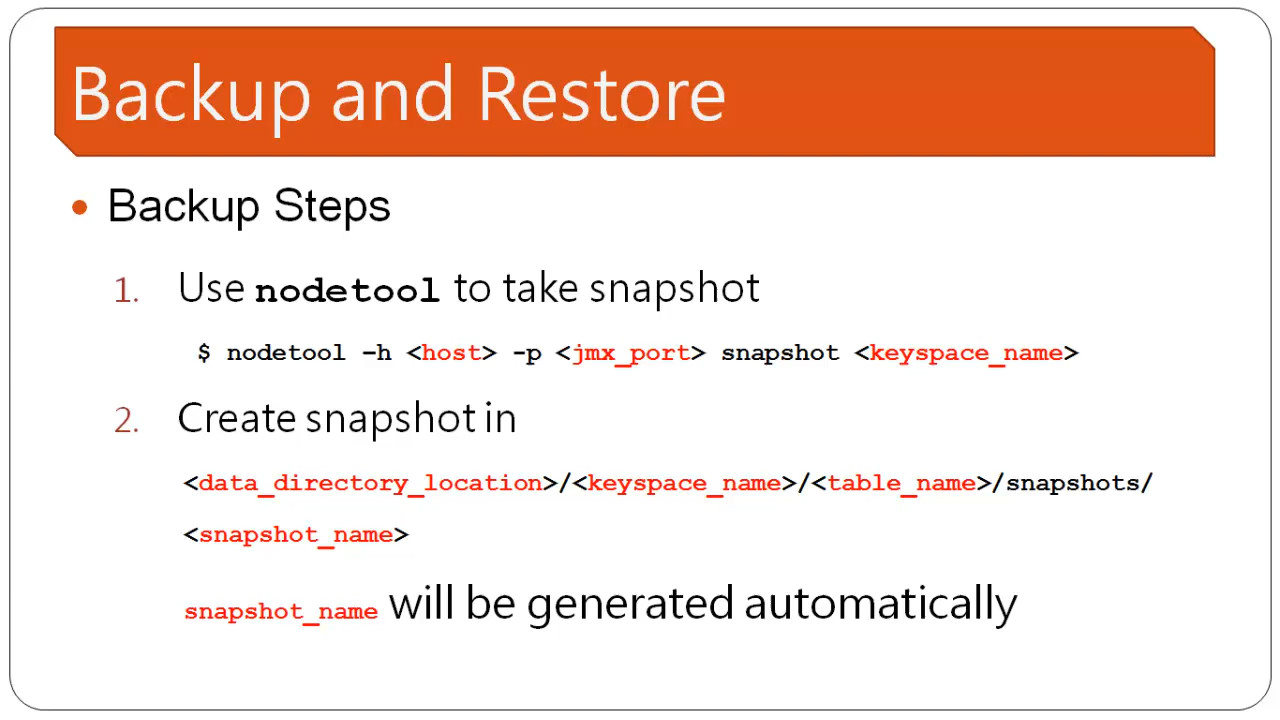 Backup and Restore
• Backup Steps
1. Use nodetool to take snapshot
$ nodetool –h <host> -p <jmx_port> snapshot <keyspace_name>
2. Create snapshot in
<data_directory_location>/<keyspace_name>/<table_name>/snapshots/
<snapshot_name>
snapshot_name will be generated automatically